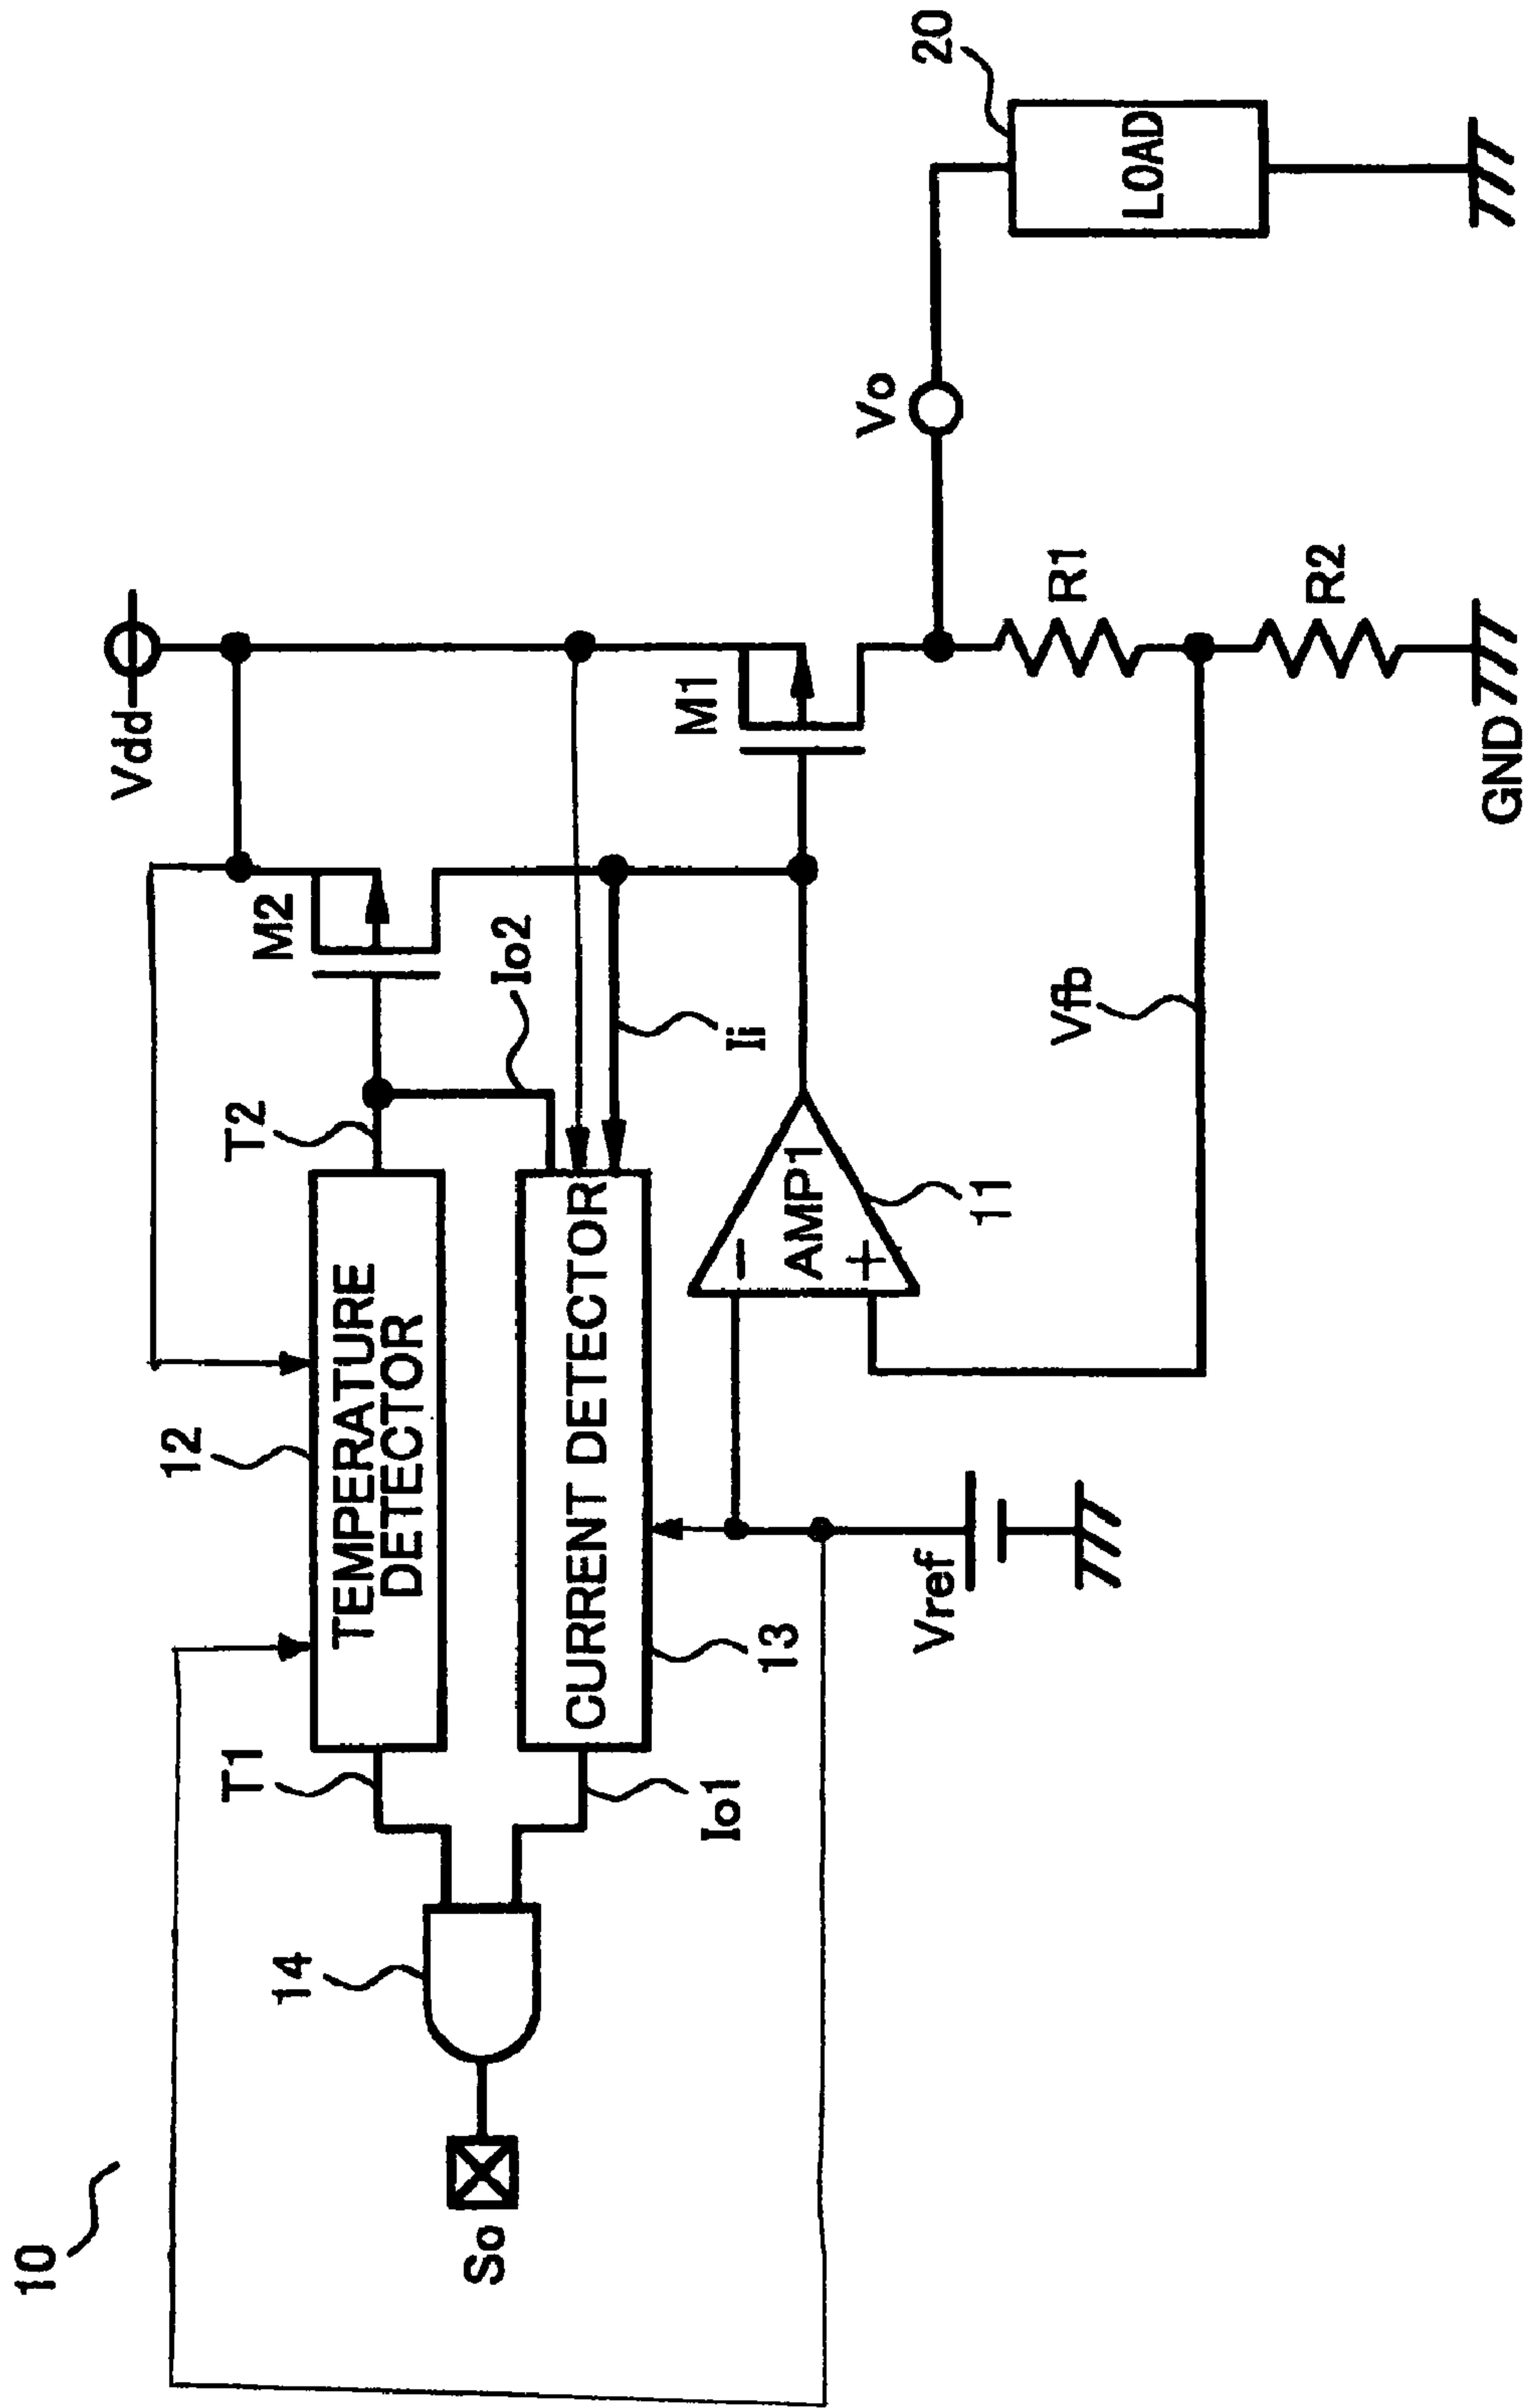 10
Vdd
12
T1
T2
M2
TEMPERATURE
DETECTOR
14
Io2
So
CURRENT DETECTOR
Io1
13
Ii
M1
AMP1
-
+
11
Vref
Vfb
Vo
20
R1
LOAD
R2
GND